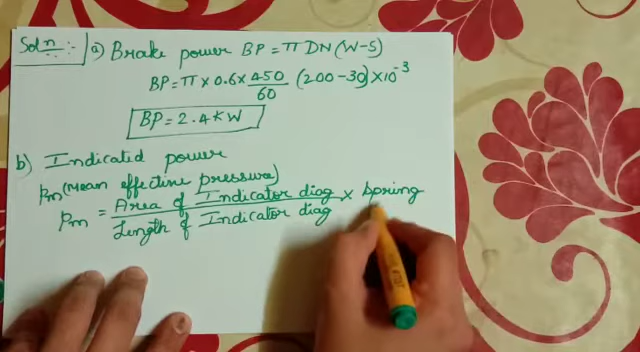 Soln :-
a) Brake power BP = π DN (W-S)
BP = π × 0.6 × 450/60 (200-30) × 10⁻³
BP = 2.4 KW
b) Indicated power
Pm (Mean effective pressure)
Pm = Area of Indicator diag / Length of Indicator diag × spring